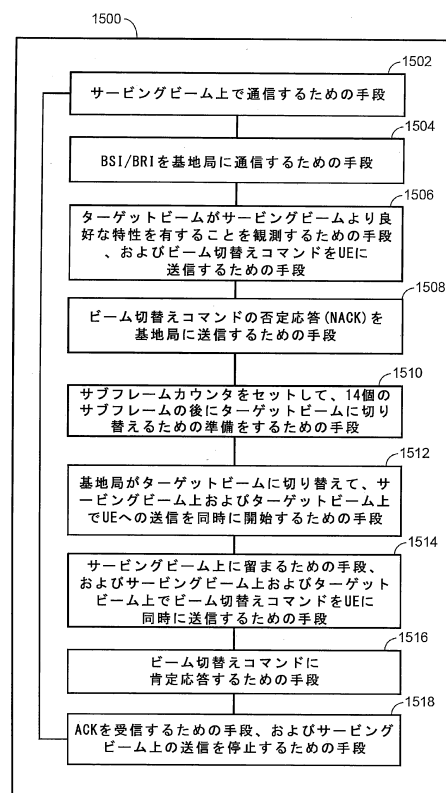 1500
1502
サービングビーム上で通信するための手段
1504
BSI/BRIを基地局に通信するための手段
1506
ターゲットビームがサービングビームより良
好な特性を有することを観測するための手段
、およびビーム切替えコマンドをUEに
送信するための手段
1508
ビーム切替えコマンドの否定応答(NACK)を
基地局に送信するための手段
1510
サブフレームカウンタをセットして、14個の
サブフレームの後にターゲットビームに切り
替えるための準備をするための手段
1512
基地局がターゲットビームに切り替えて、サ
ービングビーム上およびターゲットビーム上
でUEへの送信を同時に開始するための手段
1514
サービングビーム上に留まるための手段、
およびサービングビーム上およびターゲット
ビーム上でビーム切替えコマンドをUEに
同時に送信するための手段
1516
ビーム切替えコマンドに
肯定応答するための手段
1518
ACKを受信するための手段、およびサービング
ビーム上の送信を停止するための手段